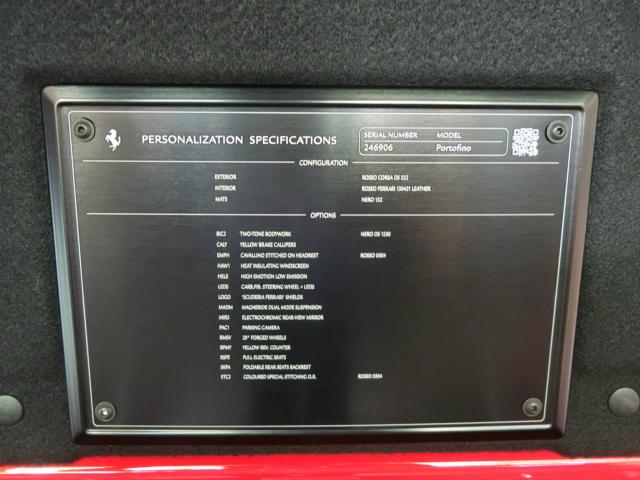 PERSONALIZATION SPECIFICATIONS
SERIAL NUMBER MODEL
246906 Portofino
CONFIGURATION
EXTERIOR ROSSO CORSA DS 322
INTERIOR ROSSO FERRARI 130421 LEATHER
MATS NERO 152
OPTIONS
BIC2 TWO-TONE BODYWORK NERO DS 1250
CALY YELLOW BRAKE CALLIPERS
EMPH CAVALLINO STITCHED ON HEADREST ROSSO 0504
HAW1 HEAT INSULATING WINDSCREEN
HELE HIGH EMOTION LOW EMISSION
LEDS CARB.FIB. STEERING WHEEL + LEDS
LOGO 'SCUDERIA FERRARI' SHIELDS
MADM MAGNERIDE DUAL MODE SUSPENSION
MIR3 ELECTROCHROMIC REAR-VIEW MIRROR
PAC1 PARKING CAMERA
RMSV 20" FORGED WHEELS
RPMY YELLOW REV. COUNTER
RSPE FULL ELECTRIC SEATS
SKPA FOLDABLE REAR SEATS BACKREST
STC2 COLOURED SPECIAL STITCHING O.R. ROSSO 0504